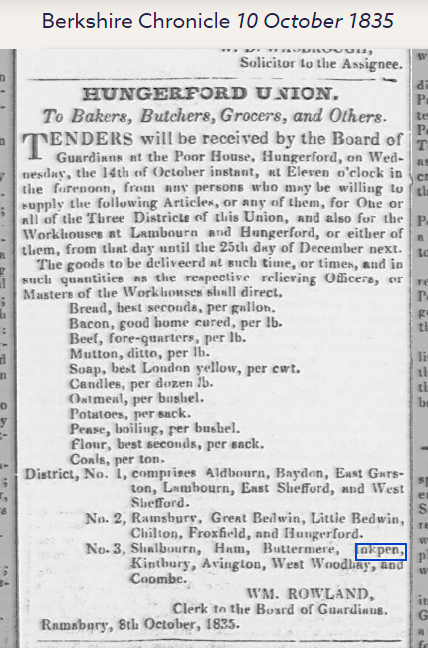 Berkshire Chronicle 10 October 1835
Solicitor to the Assignee.
HUNGERFORD UNION.
To Bakers, Butchers, Grocers, and Others.
TENDERS will be received by the Board of
Guardians at the Poor House, Hungerford, on Wed-
nesday, the 14th of October instant, at Eleven o'clock in
the forenoon, from any persons who may be willing to
supply the following Articles, or any of them, for One or
all of the Three Districts of this Union, and also for the
Workhouses at Lambourn and Hungerford, or either of
them, from that day until the 25th day of December next.
The goods to be deliveerd at such time, or times, and in
such quantities as the respective relieving Officers, or
Masters of the Workhouses shall direct.
Bread, best seconds, per gallon.
Bacon, good home cured, per lb.
Beef, fore-quarters, per lb.
Mutton, ditto, per lb.
Soap, best London yellow, per cwt.
Candles, per dozen lb.
Oatmeal, per bushel.
Potatoes, per sack.
Pease, boiling, per bushel.
Flour, best seconds, per sack.
Coals, per ton.
District, No. 1, comprises Aldbourn, Baydon, East Gars-
ton, Lambourn, East Shefford, and West
Shefford.
No. 2, Ramsbury, Great Bedwin, Little Bedwin,
Chilton, Froxfield, and Hungerford.
No. 3, Shalbourn, Ham, Buttermere, Inkpen,
Kintbury, Avington, West Woodhay, and
Coombe.
WM. ROWLAND,
Clerk to the Board of Guardians.
Ramsbury, 8th October, 1835.